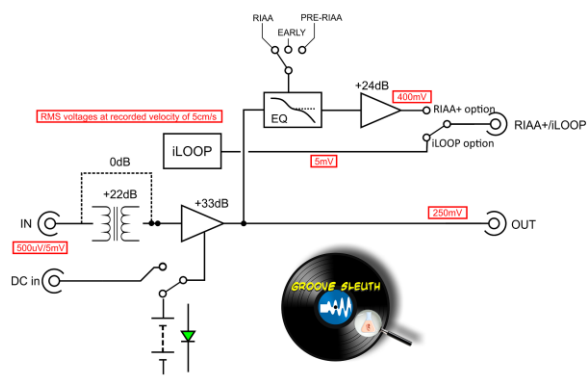 RIAA
EARLY
PRE-RIAA
+24dB
400mV
RIAA+ option
RMS voltages at recorded velocity of 5cm/s
EQ
RIAA+/iLOOP
iLOOP
iLOOP option
5mV
0dB
+22dB
+33dB
IN
250mV
OUT
500uV/5mV
DC in
GROOVE SLEUTH